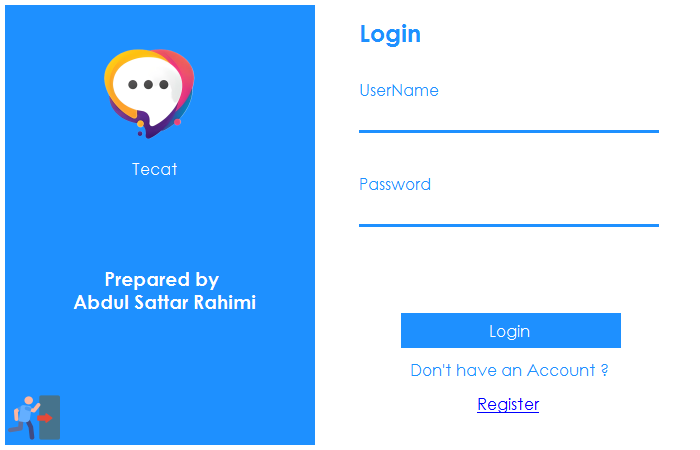 Tecat
Prepared by
Abdul Sattar Rahimi
Login
UserName
Password
Login
Don't have an Account ?
Register